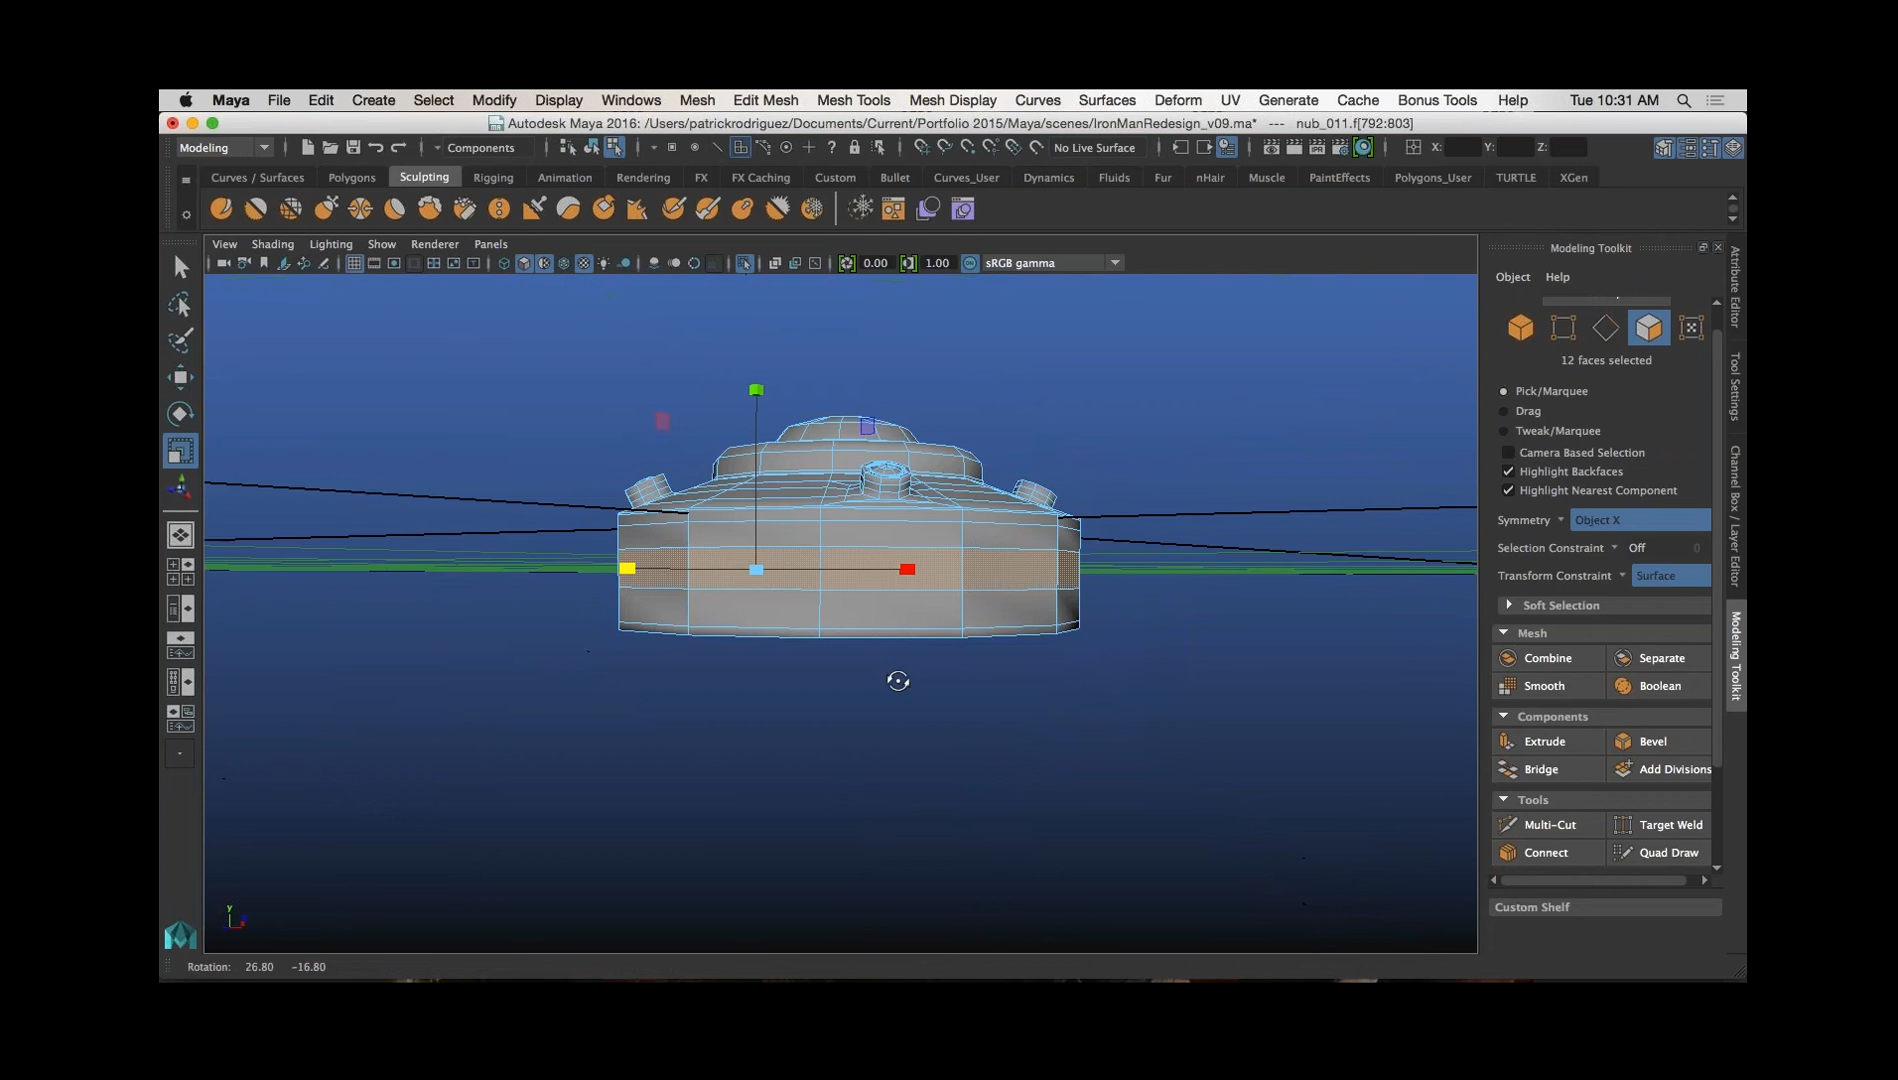 Maya File Edit Create Select Modify Display Windows Mesh Edit Mesh Mesh Tools Mesh Display Curves Surfaces Deform UV Generate Cache Bonus Tools Help Tue 10:31 AM
Autodesk Maya 2016: /Users/patrickrodriguez/Documents/Current/Portfolio 2015/Maya/scenes/IronManRedesign_v09.ma* --- nub_011.f[792:803]
Modeling Components No Live Surface X: Y: Z:
Curves / Surfaces Polygons Sculpting Rigging Animation Rendering FX FX Caching Custom Bullet Curves_User Dynamics Fluids Fur nHair Muscle PaintEffects Polygons_User TURTLE XGen
View Shading Lighting Show Renderer Panels
0.00 1.00 sRGB gamma
Modeling Toolkit
Object Help
12 faces selected
Pick/Marquee
Drag
Tweak/Marquee
Camera Based Selection
Highlight Backfaces
Highlight Nearest Component
Symmetry Object X
Selection Constraint Off 0
Transform Constraint Surface
Soft Selection
Mesh
Combine Separate
Smooth Boolean
Components
Extrude Bevel
Bridge Add Divisions
Tools
Multi-Cut Target Weld
Connect Quad Draw
Custom Shelf
Attribute Editor
Tool Settings
Channel Box / Layer Editor
Modeling Toolkit
y
Rotation: 26.80 -16.80